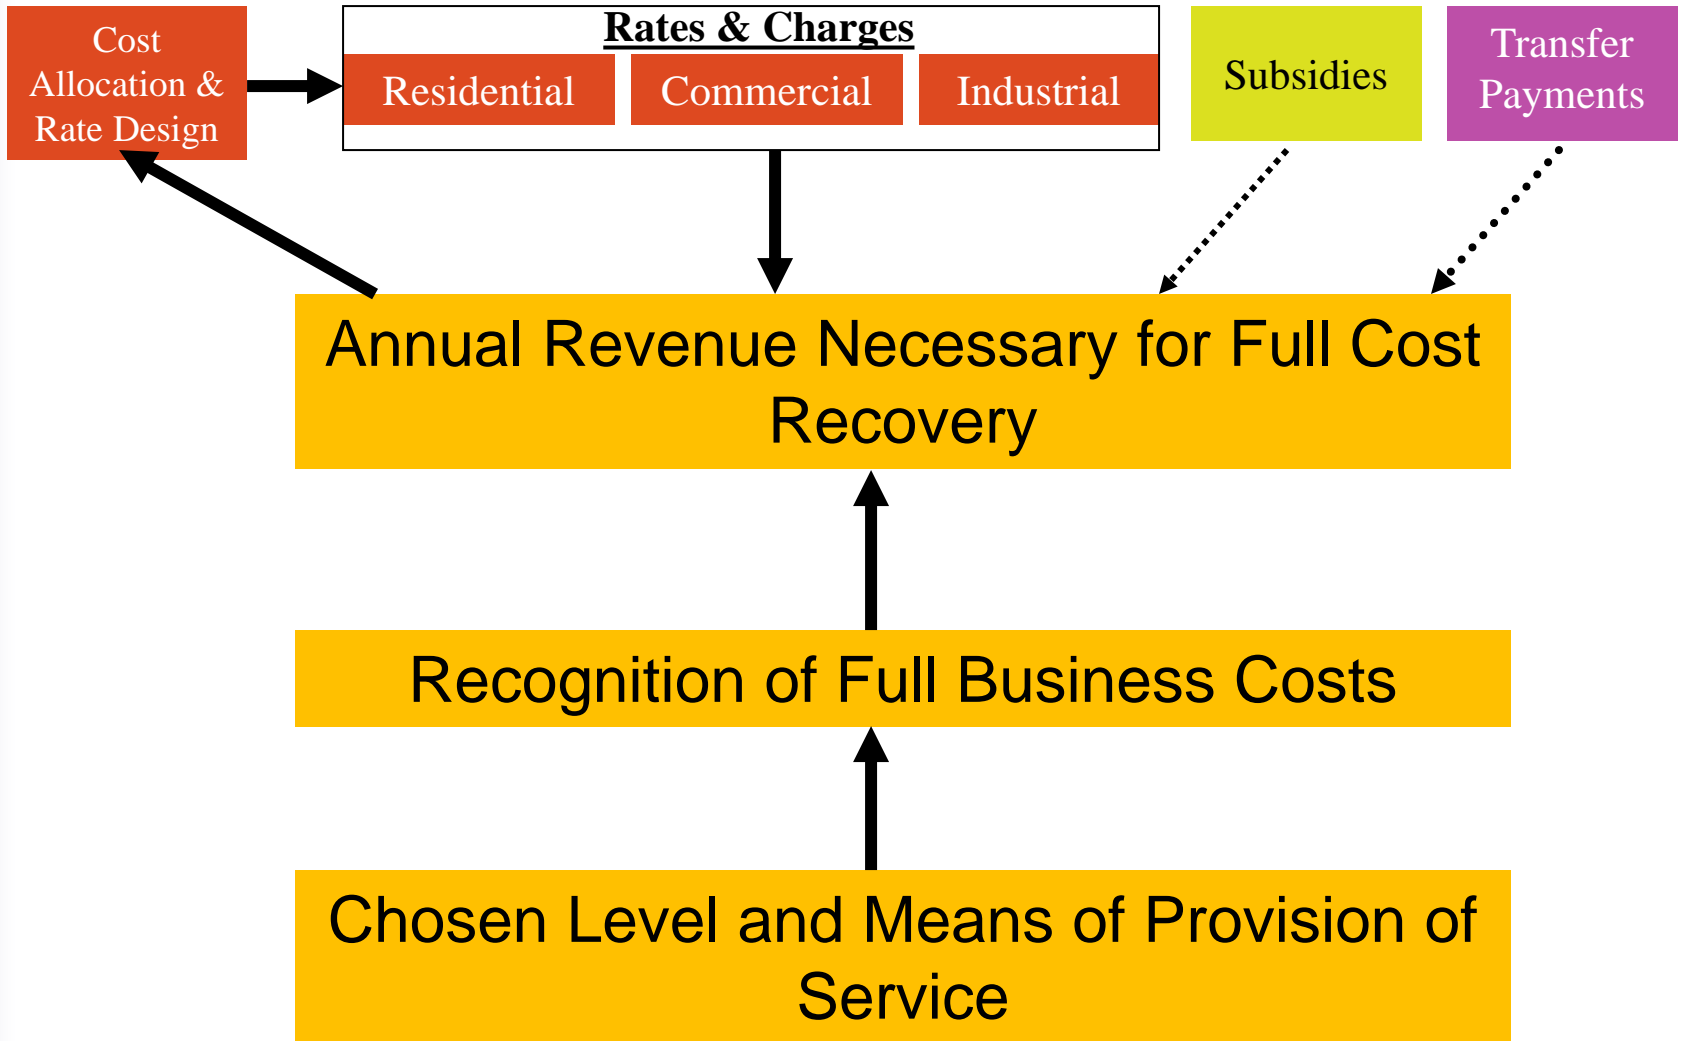 Cost
Allocation &
Rate Design
Rates & Charges
Residential
Commercial
Industrial
Subsidies
Transfer
Payments
Annual Revenue Necessary for Full Cost
Recovery
Recognition of Full Business Costs
Chosen Level and Means of Provision of
Service